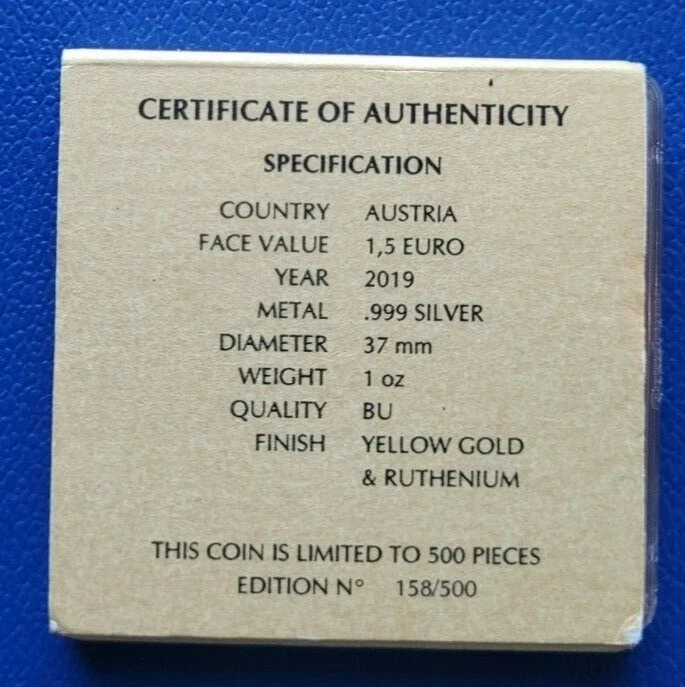 CERTIFICATE OF AUTHENTICITY
SPECIFICATION
COUNTRY AUSTRIA
FACE VALUE 1,5 EURO
YEAR 2019
METAL .999 SILVER
DIAMETER 37 mm
WEIGHT 1 oz
QUALITY BU
FINISH YELLOW GOLD
& RUTHENIUM
THIS COIN IS LIMITED TO 500 PIECES
EDITION N° 158/500